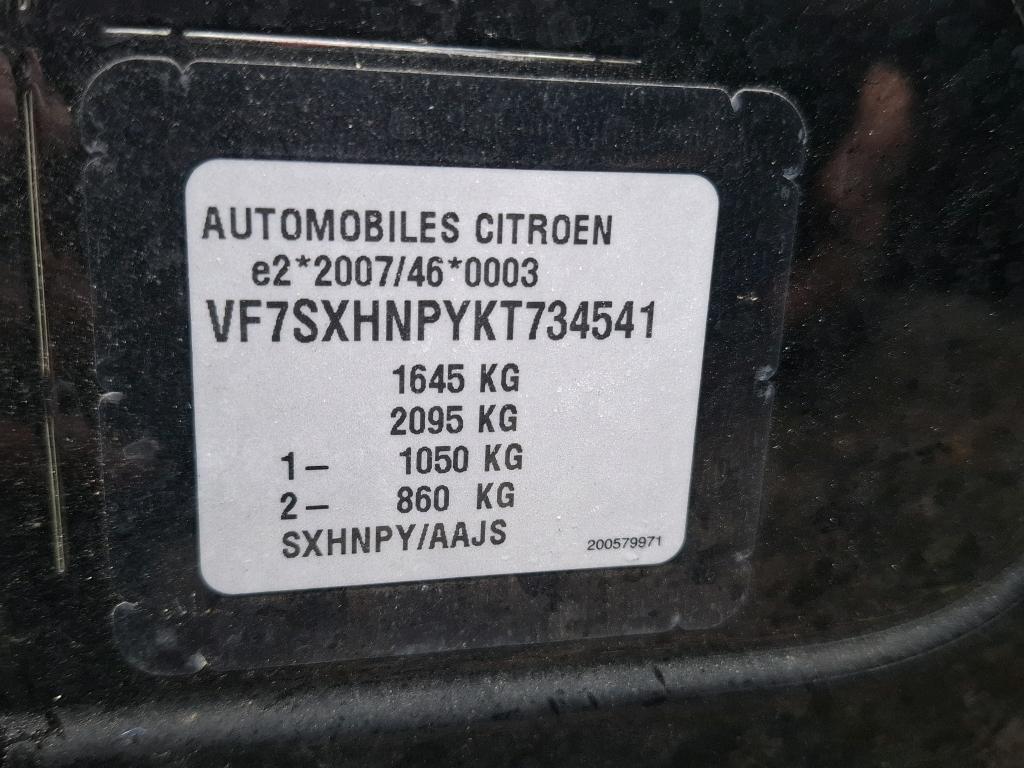 AUTOMOBILES CITROEN
e2*2007/46*0003
VF7SXHNPYKT734541
1645 KG
2095 KG
1– 1050 KG
2– 860 KG
SXHNPY/AAJS
200579971